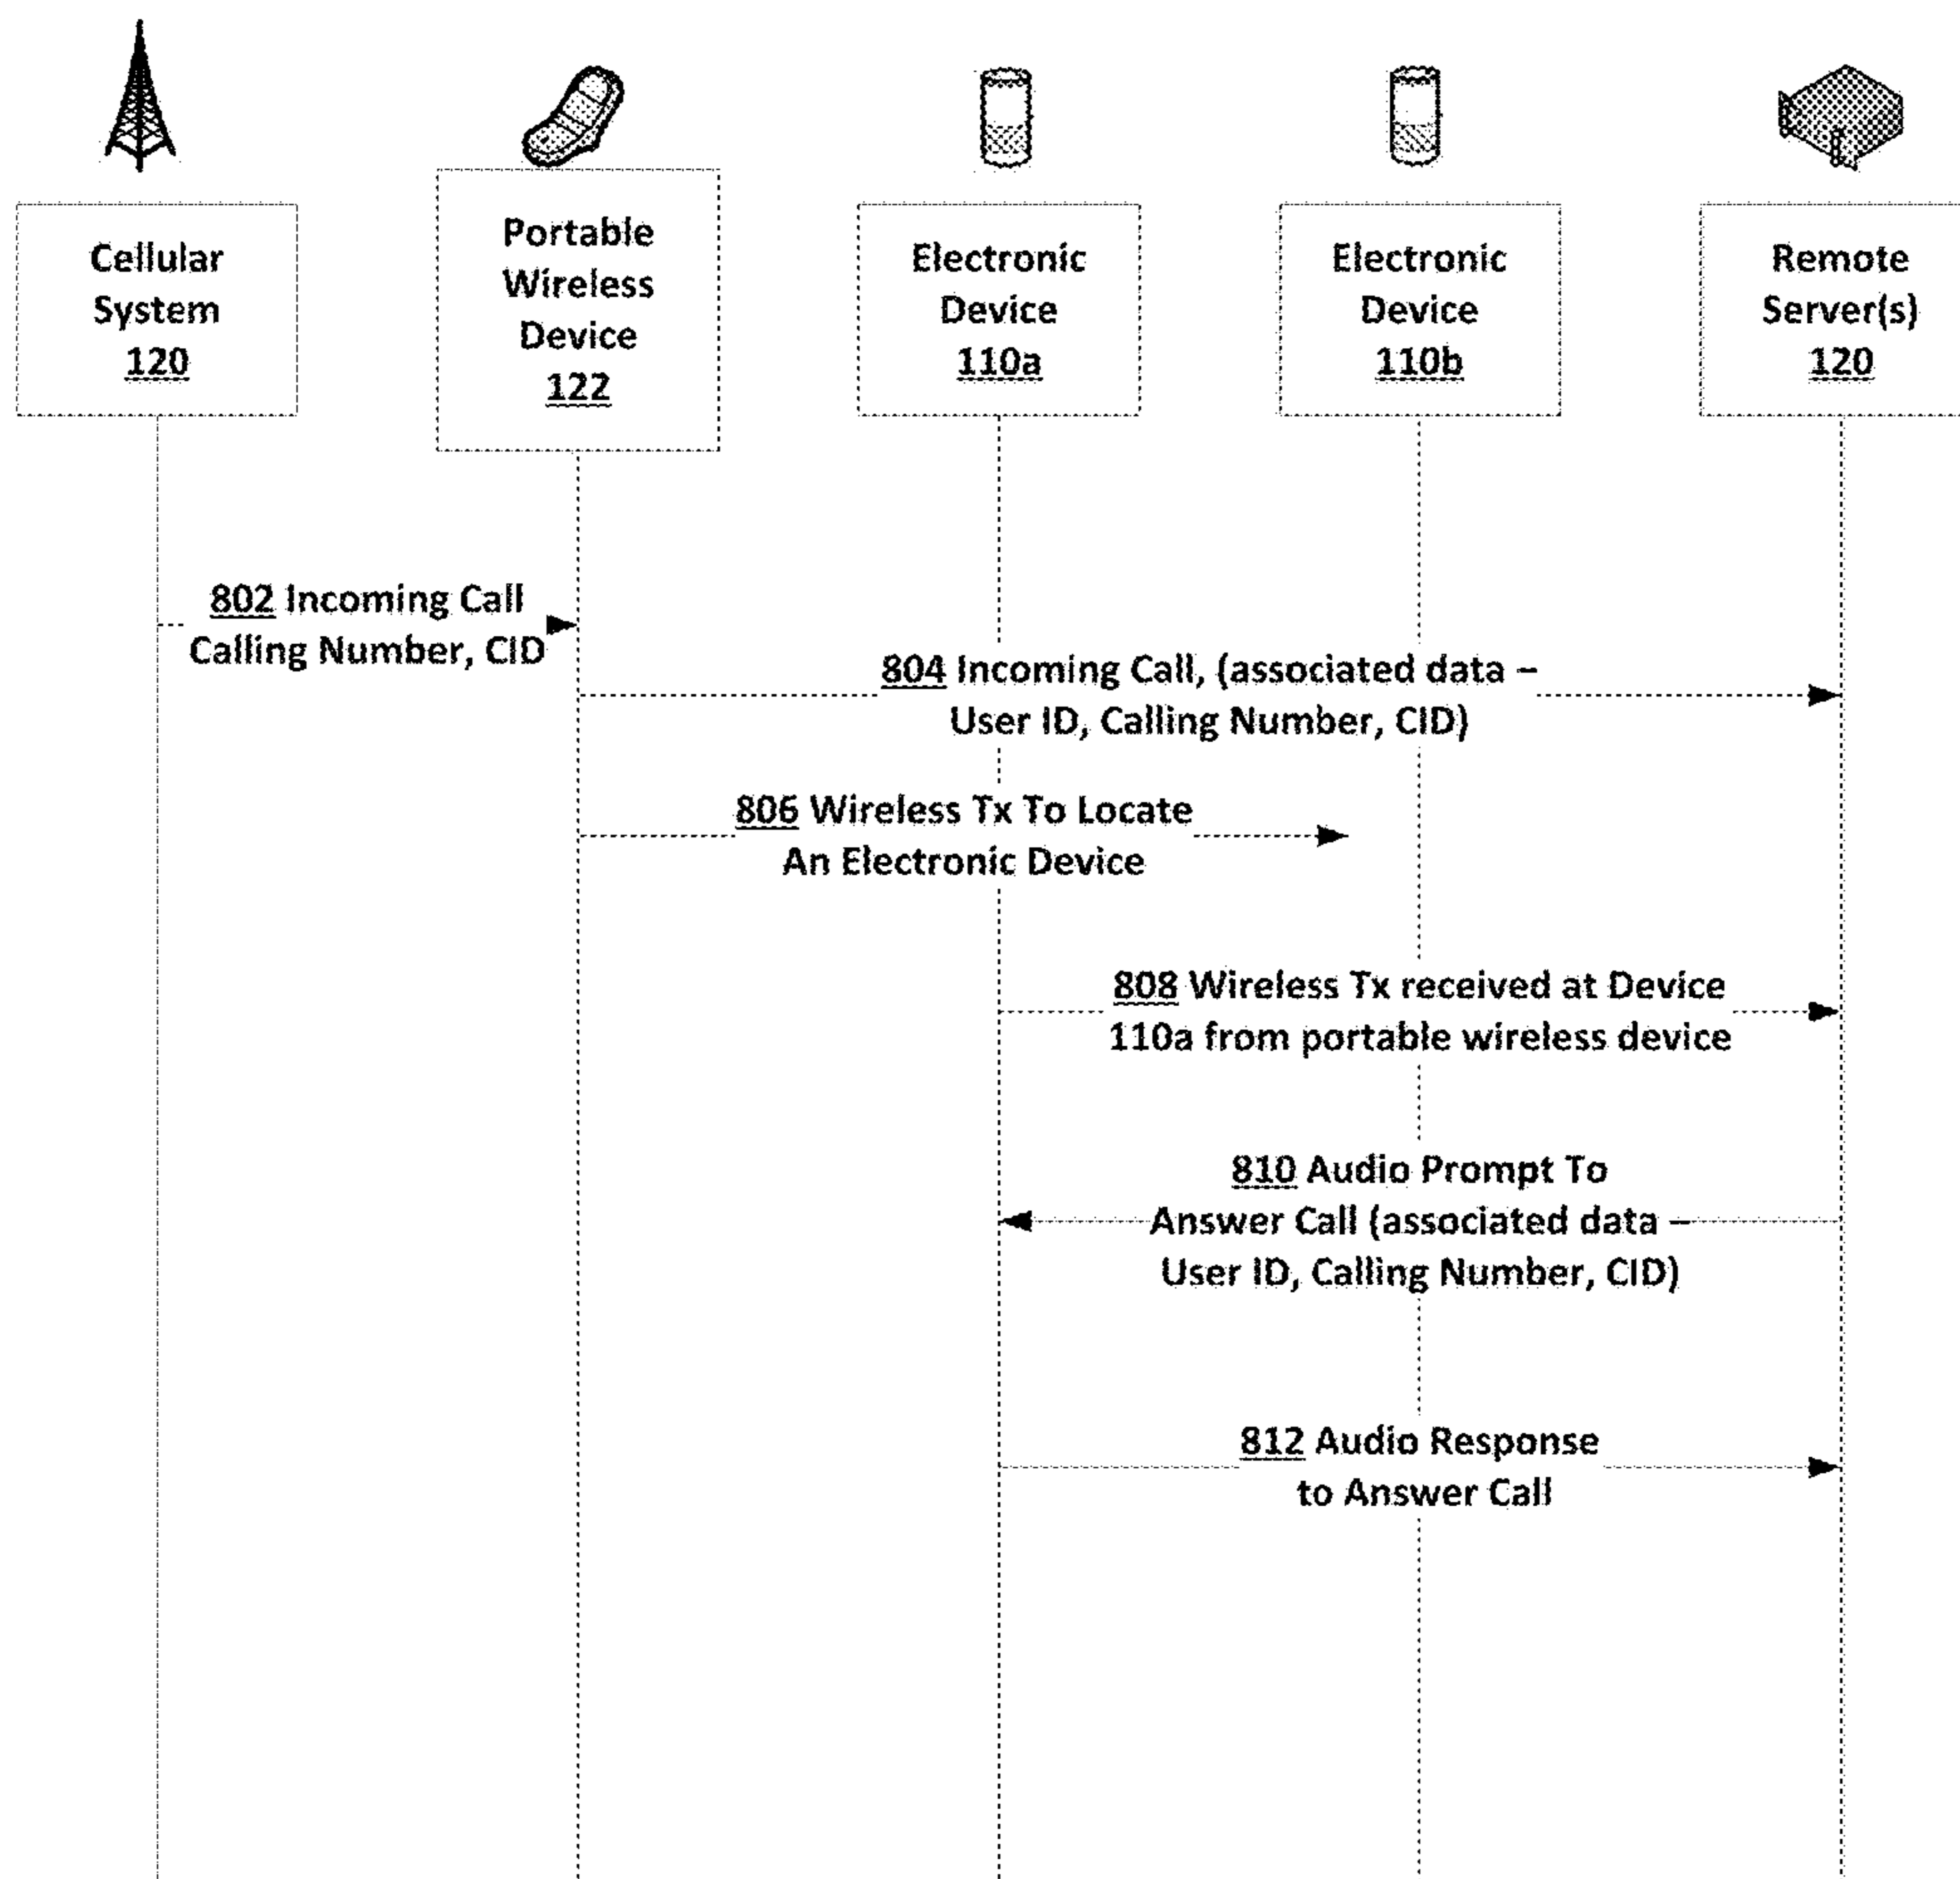 Cellular
System
120
Portable
Wireless
Device
122
Electronic
Device
110a
Electronic
Device
110b
Remote
Server(s)
120
802 Incoming Call
Calling Number, CID
804 Incoming Call, (associated data –
User ID, Calling Number, CID)
806 Wireless Tx To Locate
An Electronic Device
808 Wireless Tx received at Device
110a from portable wireless device
810 Audio Prompt To
Answer Call (associated data –
User ID, Calling Number, CID)
812 Audio Response
to Answer Call